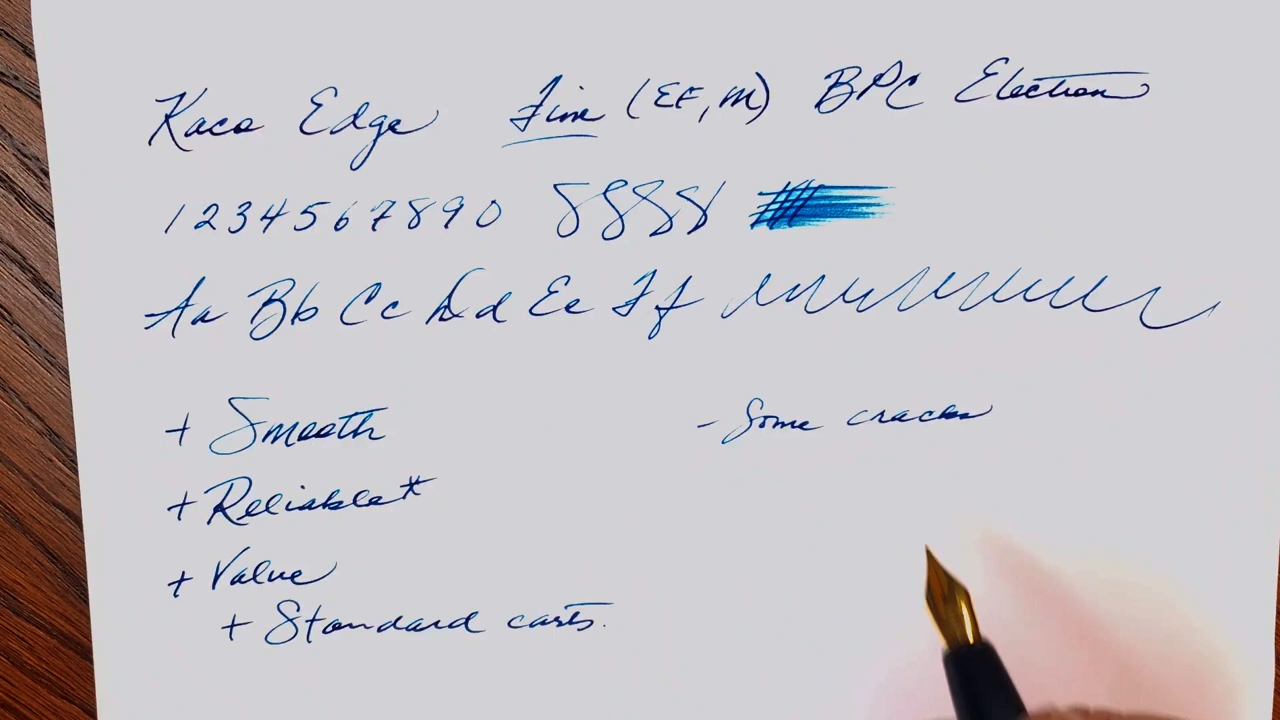 Kaco Edge Fine (EF, M) BPC Election
1234567890 8888
Aa Bb Cc Dd Ee Ff
+ Smooth - Some cracks
+ Reliable*
+ Value
+ Standard carts.